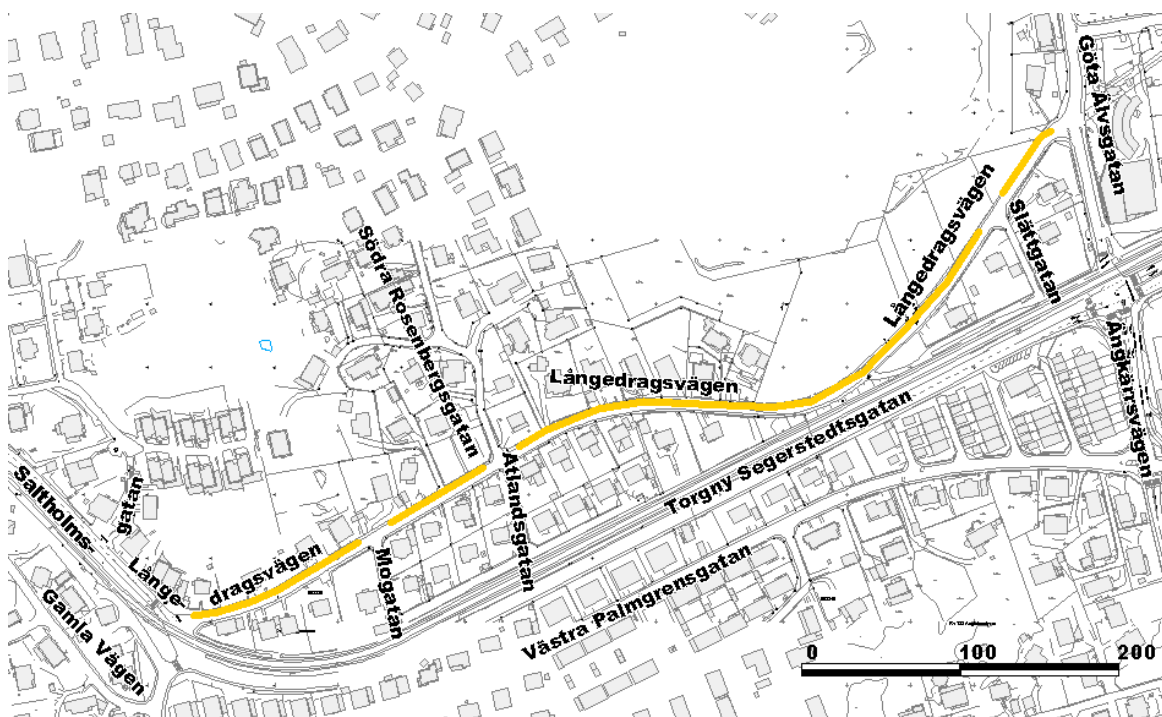 Göta Älvsgatan
Långedragsvägen
Slättgatan
Södra Rosenbergsgatan
Ängkärrsvägen
Långedragsvägen
Torgny Segerstedtsgatan
Atlandsgatan
Saltholms-
gatan
Långe-
dragsvägen
Mogatan
Västra Palmgrensgatan
Gamla Vägen
0 100 200